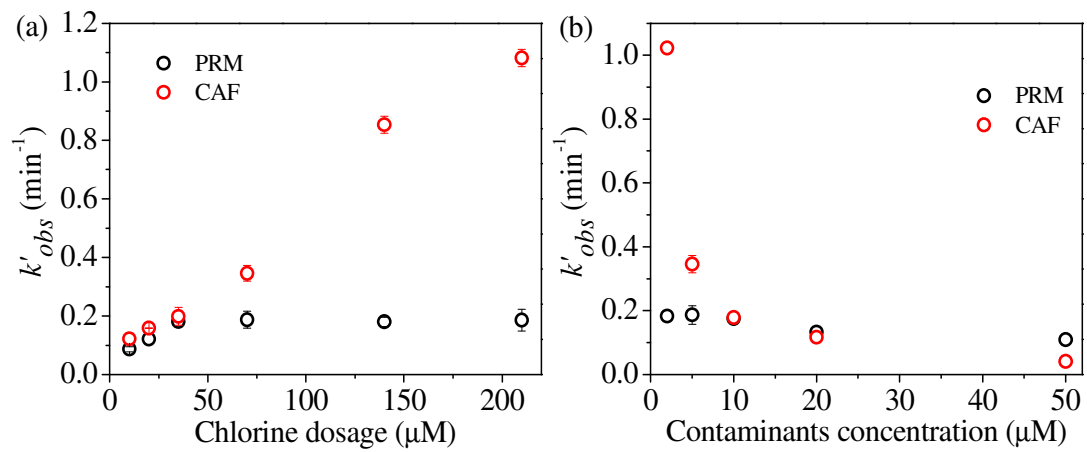 (a)
1.2
1.0
0.8
0.6
0.4
0.2
0.0
k'obs (min-1)
PRM
CAF
0 50 100 150 200
Chlorine dosage (μM)
(b)
1.0
0.8
0.6
0.4
0.2
0.0
k'obs (min-1)
PRM
CAF
0 10 20 30 40 50
Contaminants concentration (μM)